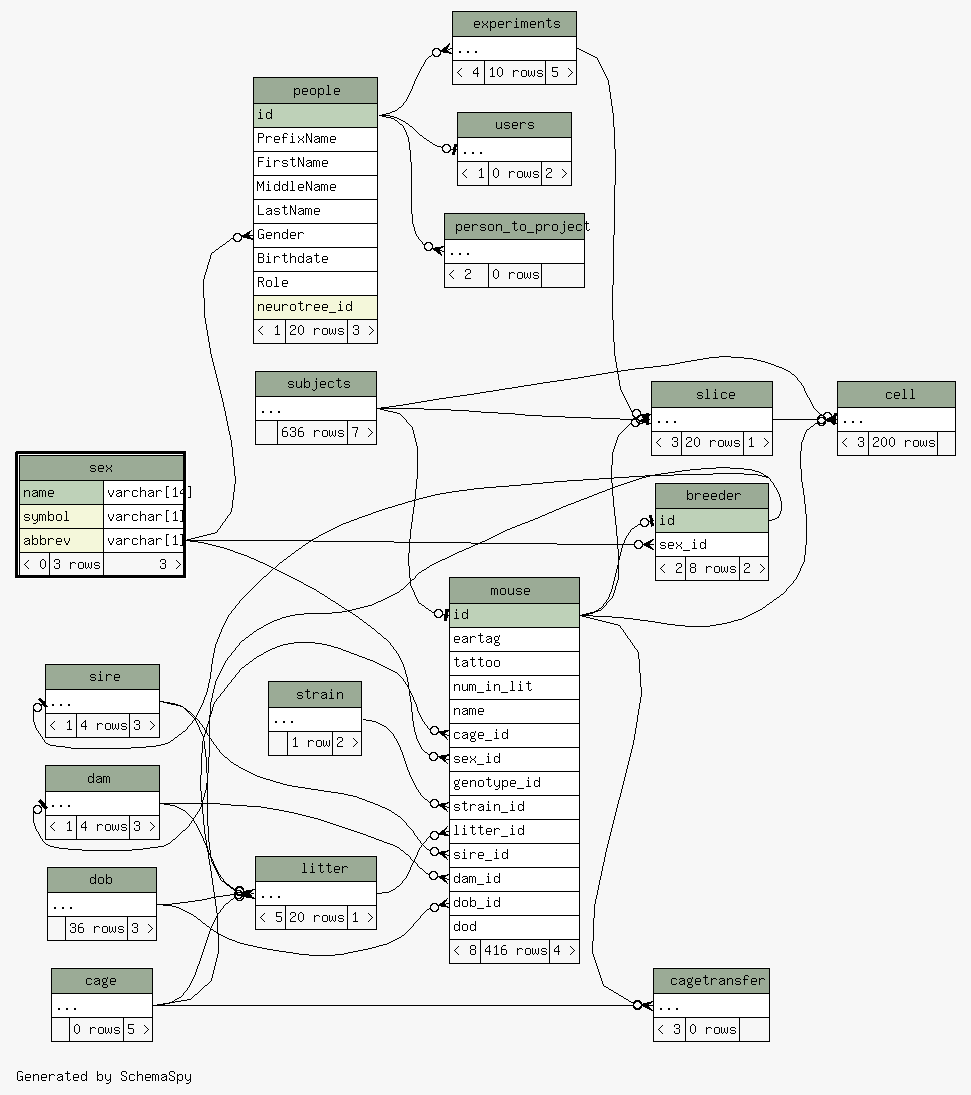 experiments
...
< 4 10 rows 5 >
people
id
PrefixName
FirstName
MiddleName
LastName
Gender
Birthdate
Role
neurotree_id
< 1 20 rows 3 >
users
...
< 1 0 rows 2 >
person_to_project
...
< 2 0 rows
subjects
...
636 rows 7 >
slice
...
< 3 20 rows 1 >
cell
...
< 3 200 rows
sex
name varchar[14]
symbol varchar[1]
abbrev varchar[1]
< 0 3 rows 3 >
breeder
id
sex_id
< 2 8 rows 2 >
mouse
id
eartag
tattoo
num_in_lit
name
cage_id
sex_id
genotype_id
strain_id
litter_id
sire_id
dam_id
dob_id
dod
< 8 416 rows 4 >
sire
...
< 1 4 rows 3 >
strain
...
1 row 2 >
dam
...
< 1 4 rows 3 >
litter
...
< 5 20 rows 1 >
dob
...
36 rows 3 >
cage
...
0 rows 5 >
cagetransfer
...
< 3 0 rows
Generated by SchemaSpy